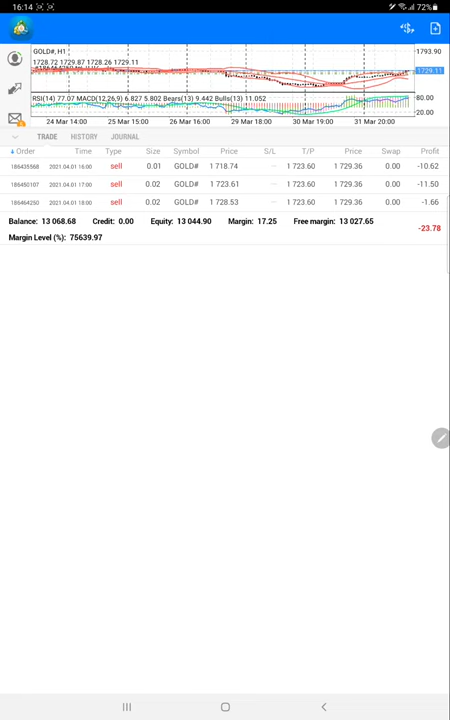 16:14
72%
GOLD#, H1
1728.72 1729.87 1728.26 1729.11
1793.90
1729.11
RSI(14) 77.07 MACD(12,26,9) 6.827 5.802 Bears(13) 9.442 Bulls(13) 11.052
80.00
20.00
24 Mar 14:00 25 Mar 15:00 26 Mar 16:00 29 Mar 18:00 30 Mar 19:00 31 Mar 20:00
TRADE HISTORY JOURNAL
Order Time Type Size Symbol Price S/L T/P Price Swap Profit
186435568 2021.04.01 16:00 sell 0.01 GOLD# 1 718.74 – 1 723.60 1 729.36 0.00 -10.62
186450107 2021.04.01 17:00 sell 0.02 GOLD# 1 723.61 – 1 723.60 1 729.36 0.00 -11.50
186464250 2021.04.01 18:00 sell 0.02 GOLD# 1 728.53 – 1 723.60 1 729.36 0.00 -1.66
Balance: 13 068.68 Credit: 0.00 Equity: 13 044.90 Margin: 17.25 Free margin: 13 027.65
-23.78
Margin Level (%): 75639.97